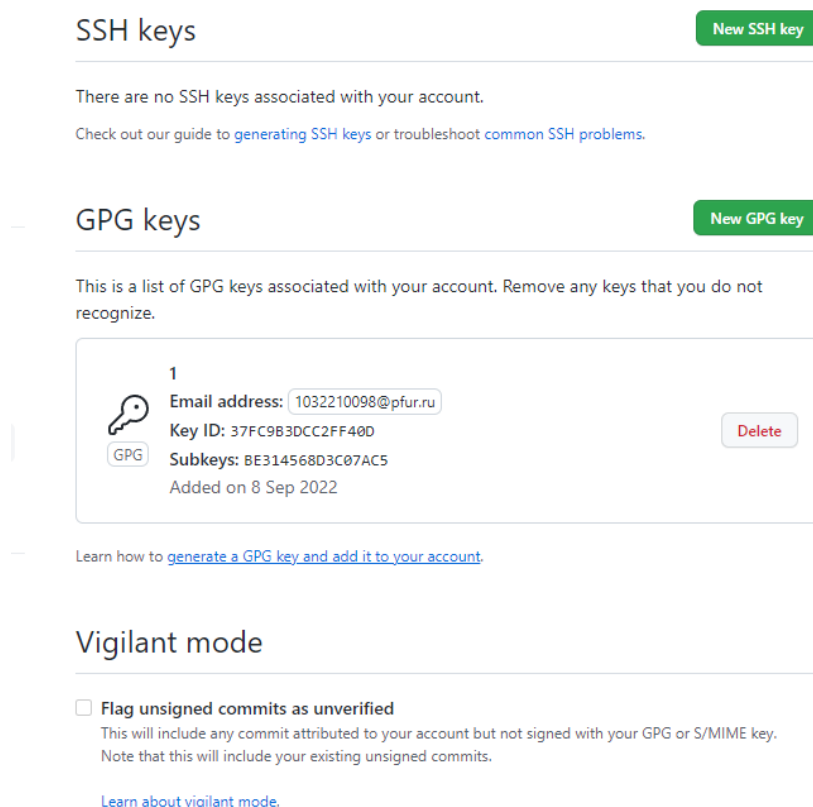 SSH keys
New SSH key
There are no SSH keys associated with your account.
Check out our guide to generating SSH keys or troubleshoot common SSH problems.
GPG keys
New GPG key
This is a list of GPG keys associated with your account. Remove any keys that you do not
recognize.
1
Email address: 1032210098@pfur.ru
Key ID: 37FC9B3DCC2FF40D
GPG
Subkeys: BE314568D3C07AC5
Added on 8 Sep 2022
Delete
Learn how to generate a GPG key and add it to your account.
Vigilant mode
Flag unsigned commits as unverified
This will include any commit attributed to your account but not signed with your GPG or S/MIME key.
Note that this will include your existing unsigned commits.
Learn about vigilant mode.